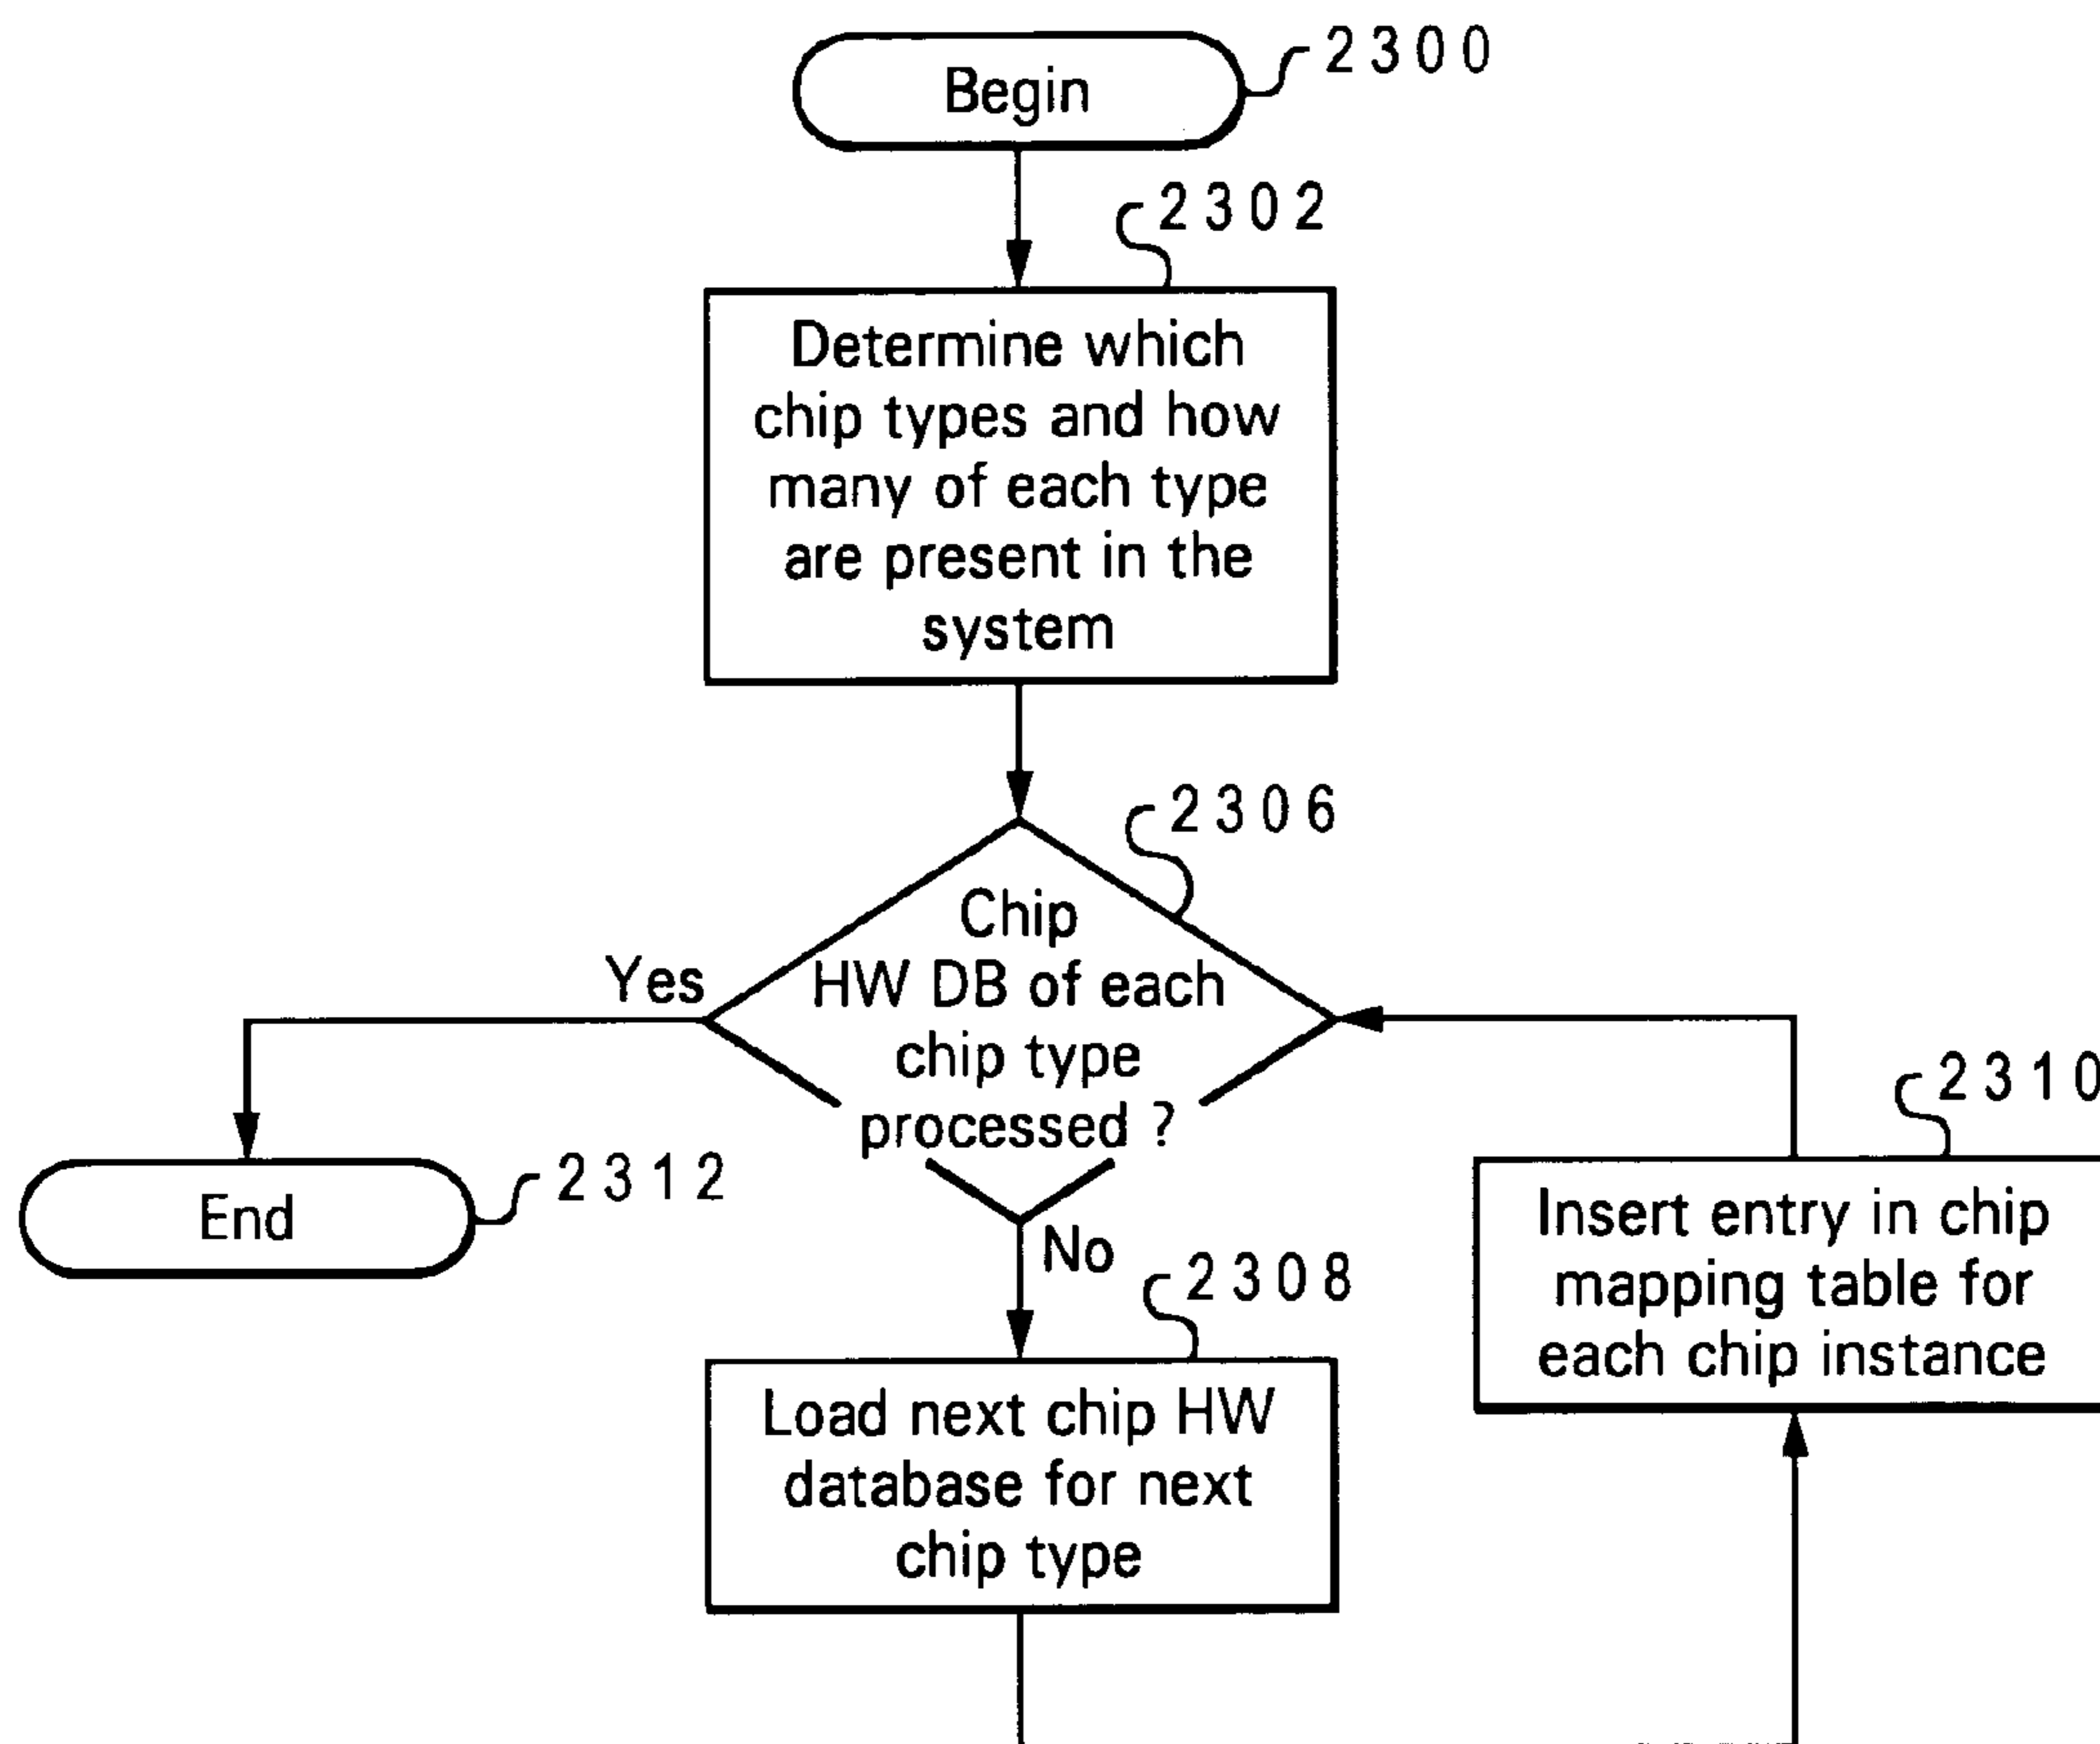 Begin
2300
2302
Determine which
chip types and how
many of each type
are present in the
system
2306
Chip
HW DB of each
chip type
processed ?
Yes
No
End
2312
2308
Load next chip HW
database for next
chip type
2310
Insert entry in chip
mapping table for
each chip instance